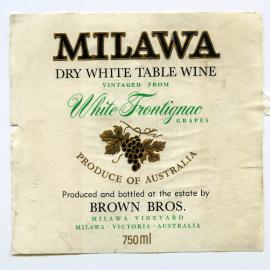 MILAWA
DRY WHITE TABLE WINE
VINTAGED FROM
White Frontignac
GRAPES
PRODUCE OF AUSTRALIA
Produced and bottled at the estate by
BROWN BROS.
MILAWA VINEYARD
MILAWA · VICTORIA · AUSTRALIA
750ml